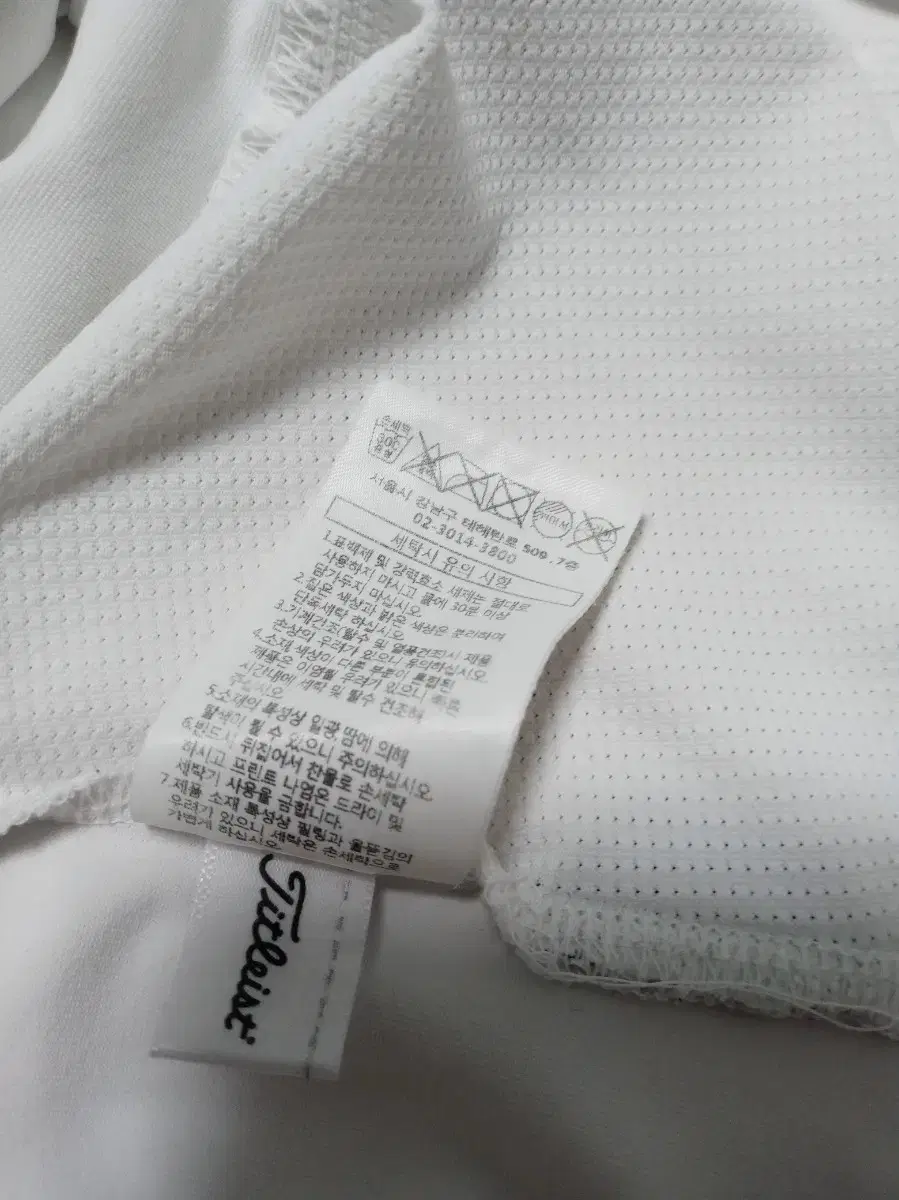 손세탁
30℃
중성
서울시 강남구 테헤란로 509. 7층
02-3014-3800
세탁시 유의 사항
1.표백제 및 강력효소 세제는 절대로
사용하지 마시고 물에 30분 이상
담가두지 마십시오.
2.짙은 색상과 밝은 색상은 분리하여
단독세탁 하십시오.
3.기계건조(탈수 및 열풍건조)시 제품
손상의 우려가 있으니 유의하십시오.
4.소재,색상이 다른 부분이 혼합된
제품은 이염될 우려가 있으니
시간내에 세탁 및 탈수 건조하
주십시오
5.소재의 특성상 일광,땀에 의해
탈색이 될 수 있으니 주의하십시오.
6.반드시 뒤집어서 찬물로 손세탁
하시고 프린트 나염은 드라이 및
세탁기 사용을 금합니다.
7.제품 소재 특성상 필링과 올뜯김의
우려가 있으니 세탁은 손세탁으로
가볍게 하십시오.
Titleist